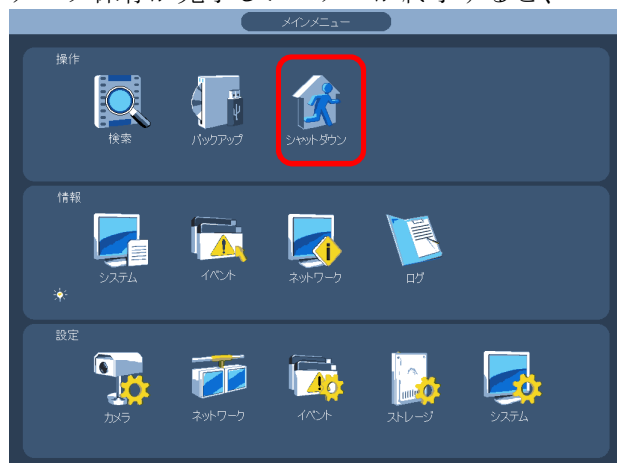 メインメニュー
操作
検索 バックアップ シャットダウン
情報
システム イベント ネットワーク ログ
設定
カメラ ネットワーク イベント ストレージ システム